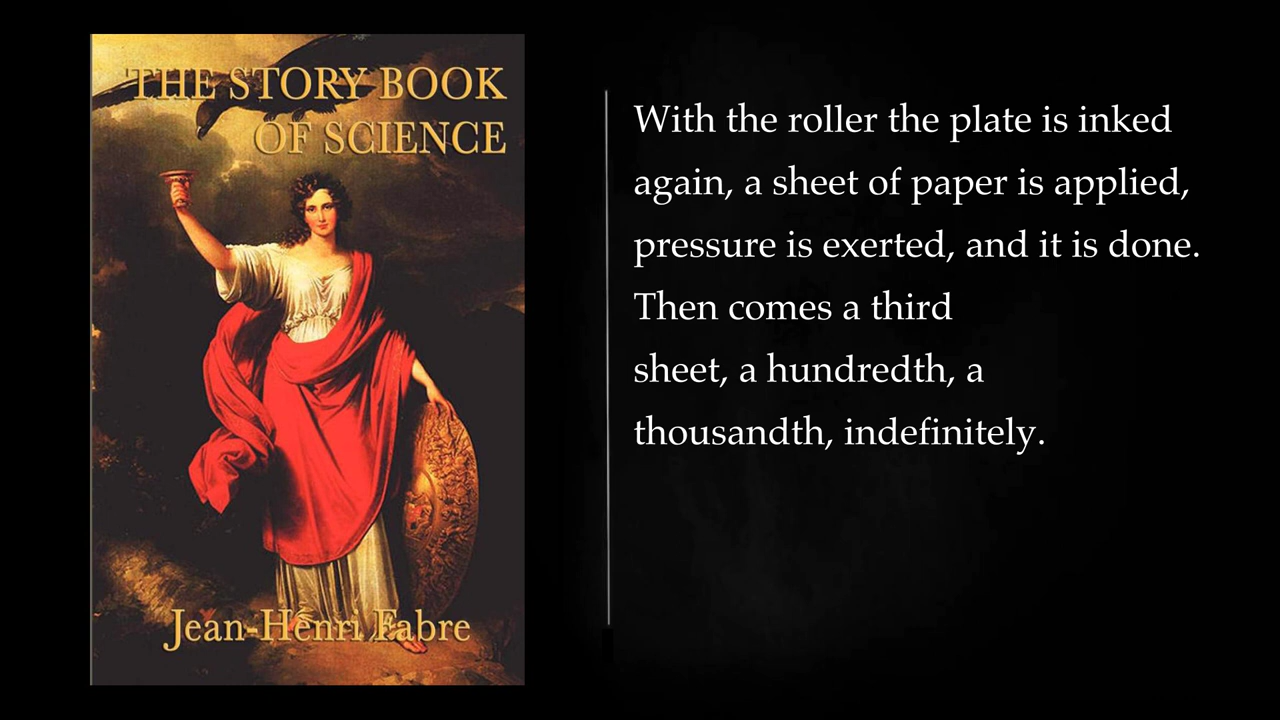 THE STORY BOOK
OF SCIENCE
Jean-Henri Fabre
With the roller the plate is inked
again, a sheet of paper is applied,
pressure is exerted, and it is done.
Then comes a third
sheet, a hundredth, a
thousandth, indefinitely.